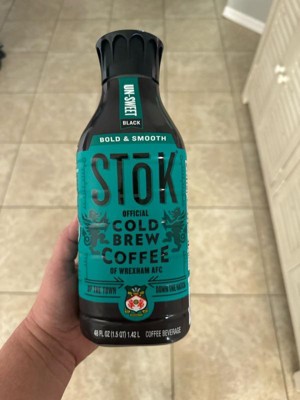 UN-SWEET
BLACK
BOLD & SMOOTH
STōK
OFFICIAL
COLD
BREW
COFFEE
OF WREXHAM AFC
48 FL OZ (1.5 QT) 1.42 L COFFEE BEVERAGE